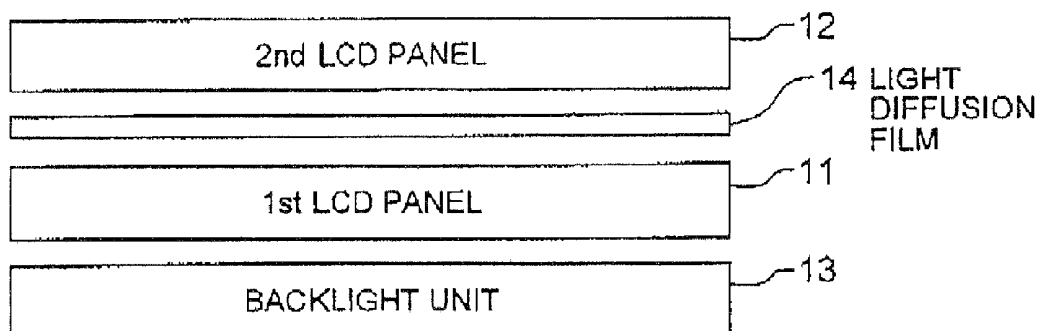 12
2nd LCD PANEL
14 LIGHT
DIFFUSION
FILM
11
1st LCD PANEL
13
BACKLIGHT UNIT